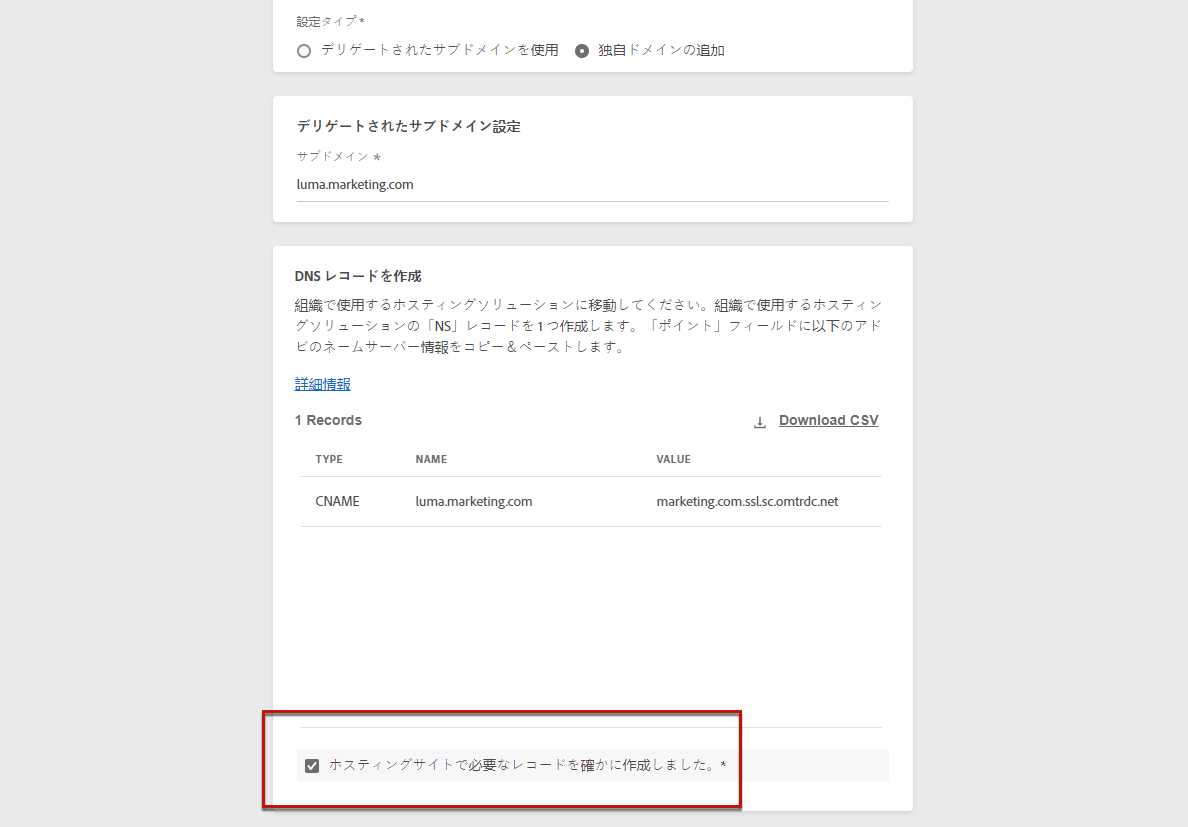 設定タイプ *
デリゲートされたサブドメインを使用 独自ドメインの追加
デリゲートされたサブドメイン設定
サブドメイン *
luma.marketing.com
DNS レコードを作成
組織で使用するホスティングソリューションに移動してください。組織で使用するホスティン
グソリューションの「NS」レコードを 1 つ作成します。「ポイント」フィールドに以下のアド
ビのネームサーバー情報をコピー＆ペーストします。
詳細情報
1 Records Download CSV
TYPE NAME VALUE
CNAME luma.marketing.com marketing.com.ssl.sc.omtrdc.net
ホスティングサイトで必要なレコードを確かに作成しました。*